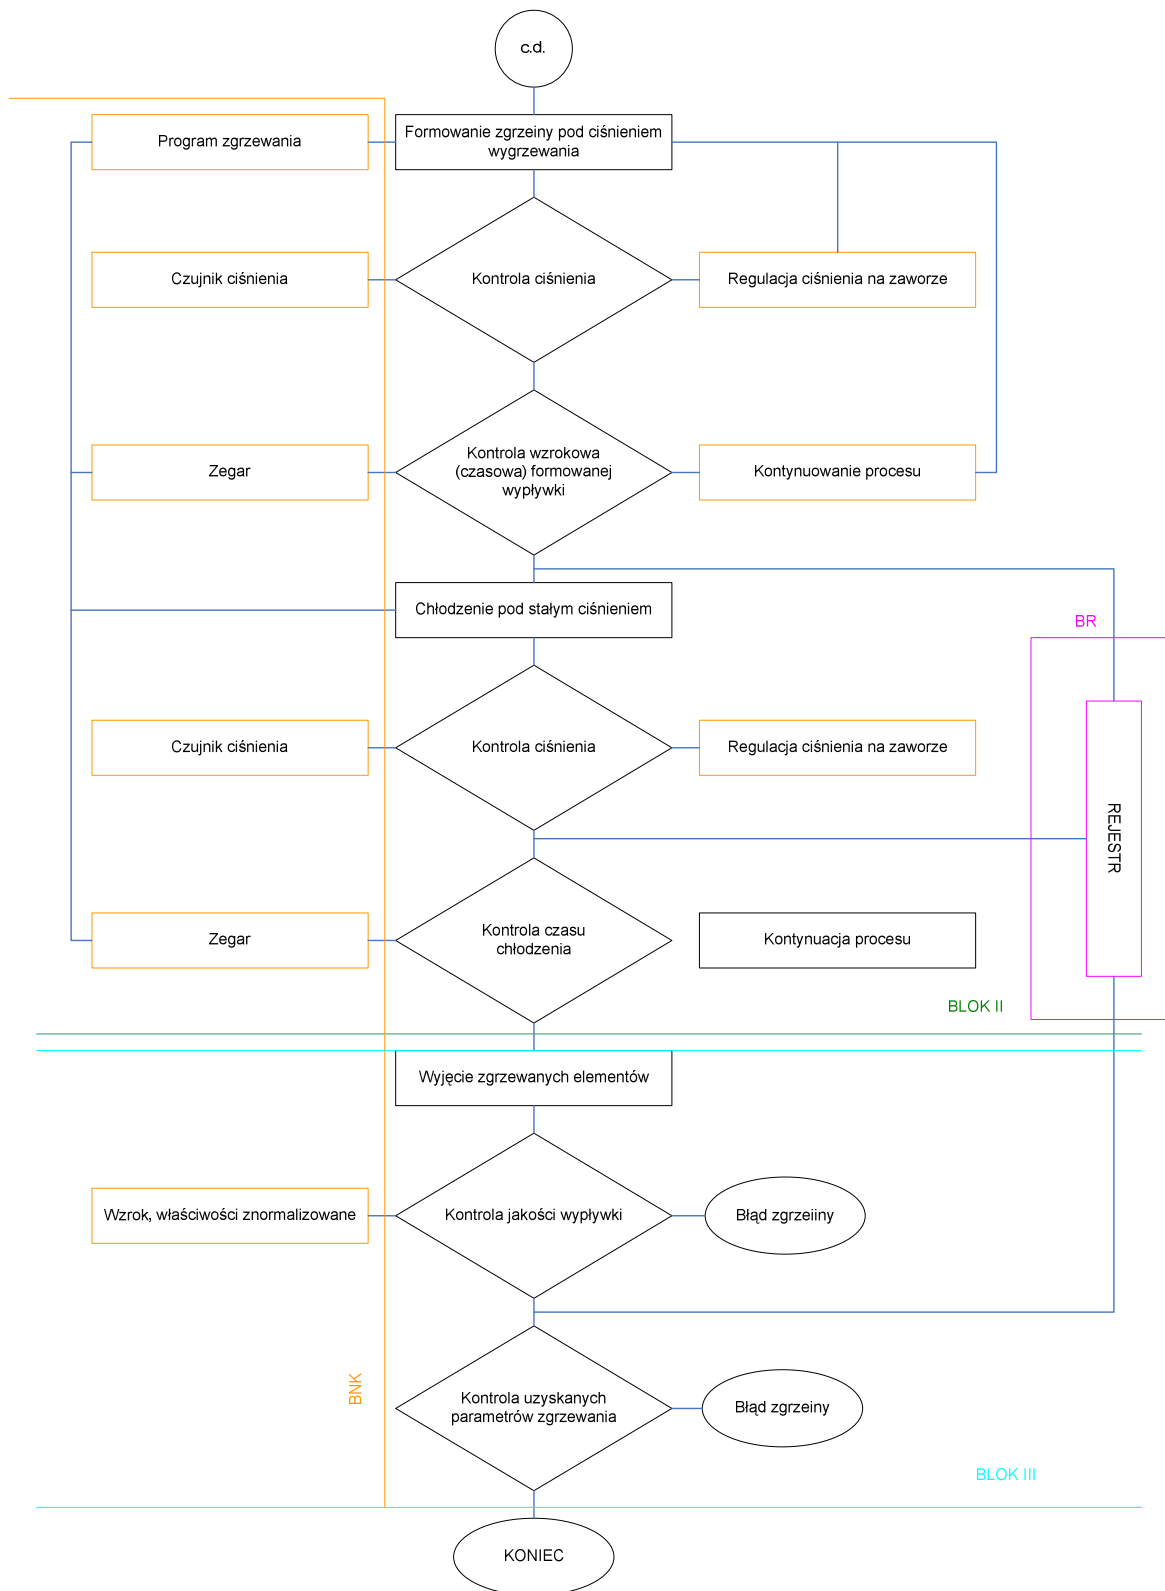 c.d.
Program zgrzewania
Formowanie zgrzeiny pod ciśnieniem
wygrzewania
Czujnik ciśnienia
Kontrola ciśnienia
Regulacja ciśnienia na zaworze
Zegar
Kontrola wzrokowa
(czasowa) formowanej
wypływki
Kontynuowanie procesu
Chłodzenie pod stałym ciśnieniem
BR
Czujnik ciśnienia
Kontrola ciśnienia
Regulacja ciśnienia na zaworze
REJESTR
Zegar
Kontrola czasu
chłodzenia
Kontynuacja procesu
BLOK II
Wyjęcie zgrzewanych elementów
Wzrok, właściwości znormalizowane
Kontrola jakości wypływki
Błąd zgrzeiiny
BNK
Kontrola uzyskanych
parametrów zgrzewania
Błąd zgrzeiny
BLOK III
KONIEC